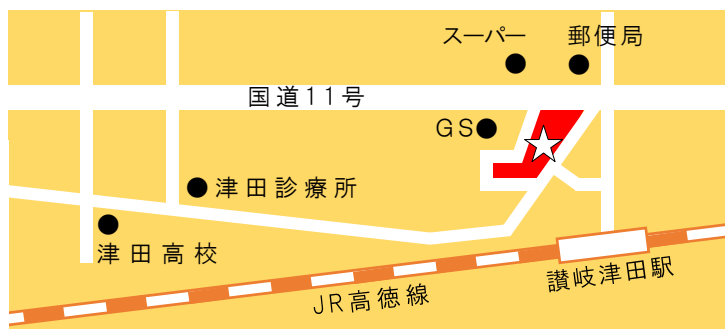 スーパー
郵便局
国道11号
GS
津田診療所
津田高校
讃岐津田駅
JR高徳線